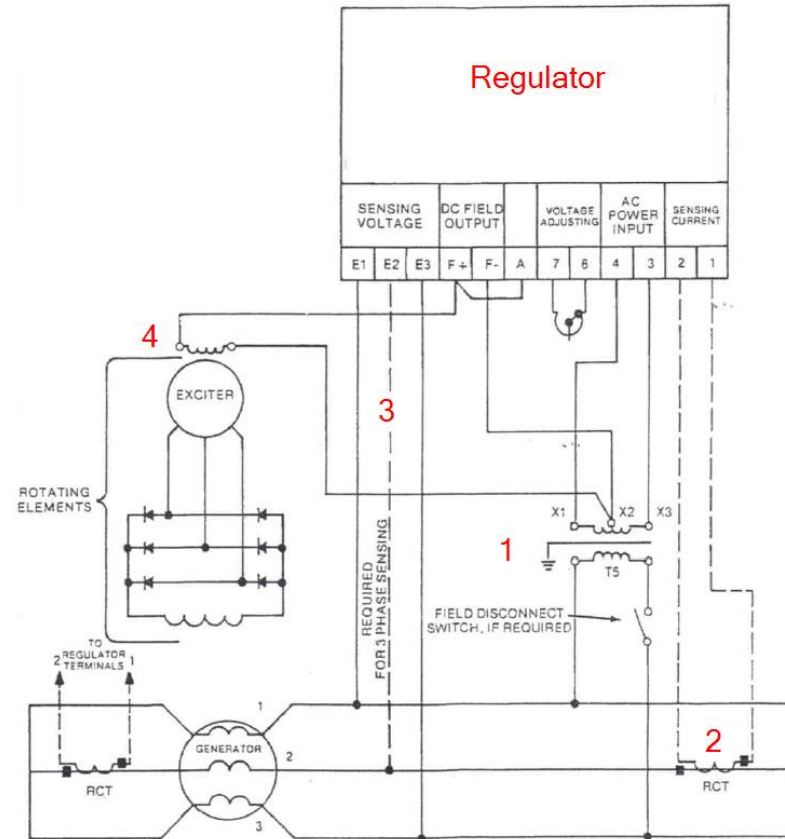 Regulator
SENSING VOLTAGE
DC FIELD OUTPUT
VOLTAGE ADJUSTING
AC POWER INPUT
SENSING CURRENT
E1 E2 E3 F+ F- A 7 6 4 3 2 1
4
EXCITER
3
ROTATING
ELEMENTS
X1 X2 X3
1
T5
REQUIRED
FOR 3 PHASE SENSING
FIELD DISCONNECT
SWITCH, IF REQUIRED
TO
2 REGULATOR 1
TERMINALS
1
GENERATOR
2
3
RCT
2
RCT